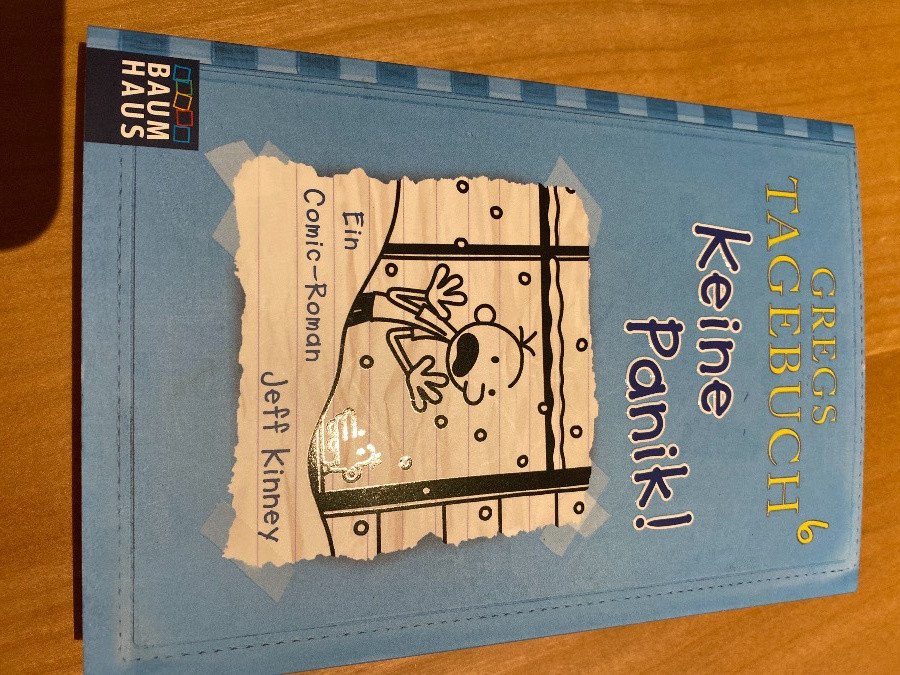 GREGS
TAGEBUCH 6
Keine
Panik!
Ein
Comic-Roman
Jeff Kinney
BAUM
HAUS